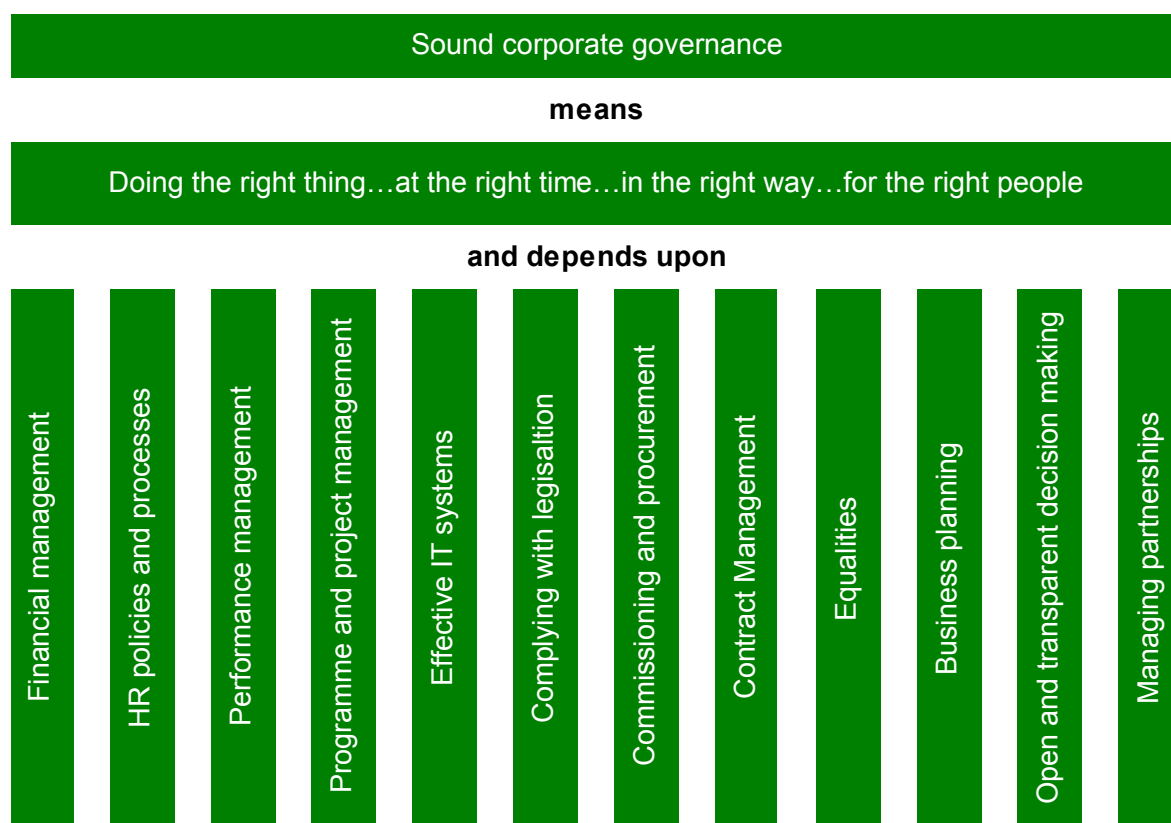 Sound corporate governance
means
Doing the right thing…at the right time…in the right way…for the right people
and depends upon
Financial management
HR policies and processes
Performance management
Programme and project management
Effective IT systems
Complying with legisaltion
Commissioning and procurement
Contract Management
Equalities
Business planning
Open and transparent decision making
Managing partnerships